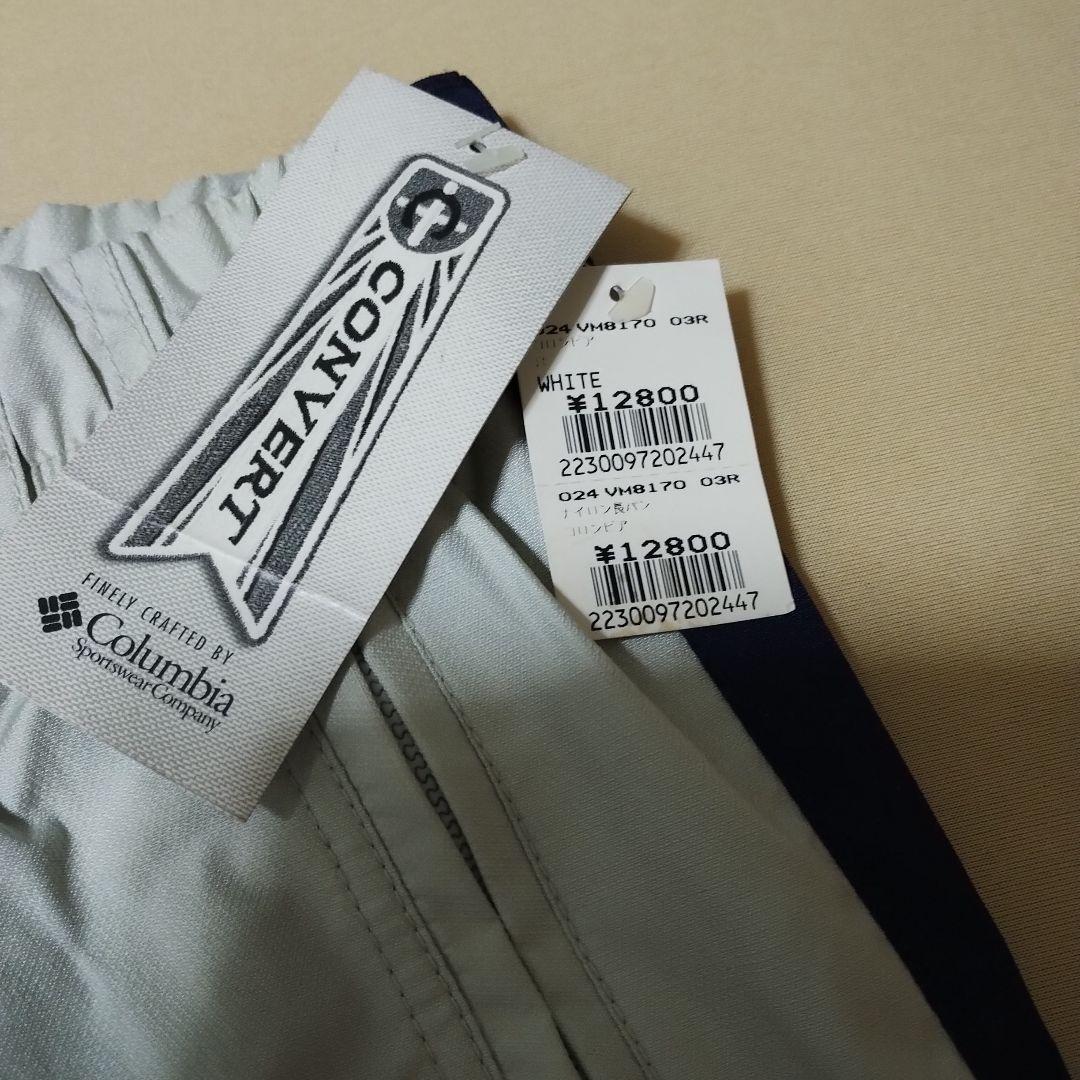 CONVERT
FINELY CRAFTED BY
Columbia
Sportswear Company
024 VM8170 03R
コロンビア
WHITE
¥12800
2230097202447
024 VM8170 03R
ナイロン長パン
コロンビア
¥12800
2230097202447